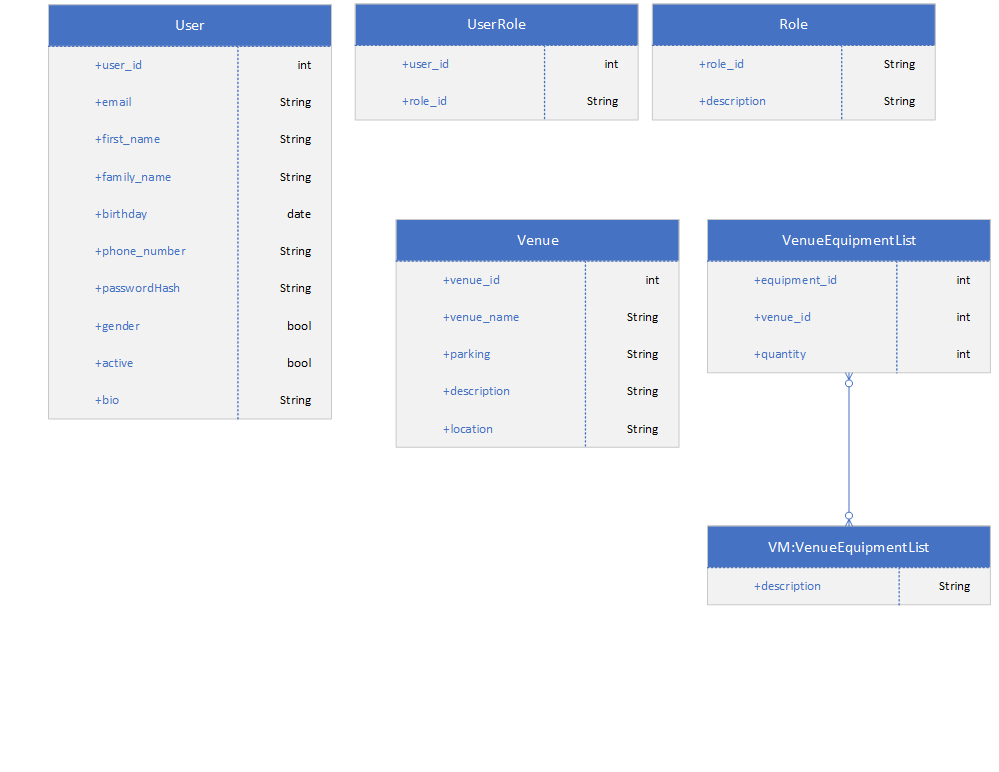 User
+user_id int
+email String
+first_name String
+family_name String
+birthday date
+phone_number String
+passwordHash String
+gender bool
+active bool
+bio String
UserRole
+user_id int
+role_id String
Role
+role_id String
+description String
Venue
+venue_id int
+venue_name String
+parking String
+description String
+location String
VenueEquipmentList
+equipment_id int
+venue_id int
+quantity int
VM:VenueEquipmentList
+description String